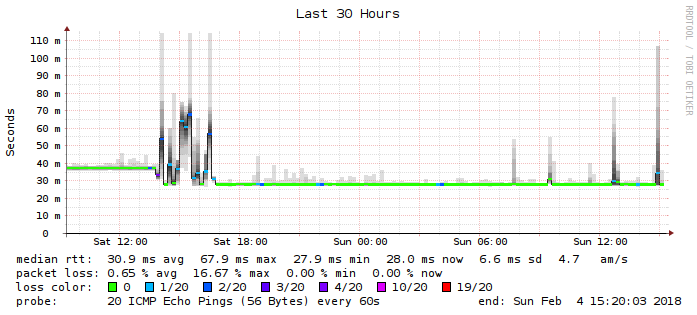 Last 30 Hours
RRDTOOL / TOBI OETIKER
Seconds
110 m
100 m
90 m
80 m
70 m
60 m
50 m
40 m
30 m
20 m
10 m
0
Sat 12:00 Sat 18:00 Sun 00:00 Sun 06:00 Sun 12:00
median rtt: 30.9 ms avg 67.9 ms max 27.9 ms min 28.0 ms now 6.6 ms sd 4.7 am/s
packet loss: 0.65 % avg 16.67 % max 0.00 % min 0.00 % now
loss color: 0 1/20 2/20 3/20 4/20 10/20 19/20
probe: 20 ICMP Echo Pings (56 Bytes) every 60s end: Sun Feb 4 15:20:03 2018